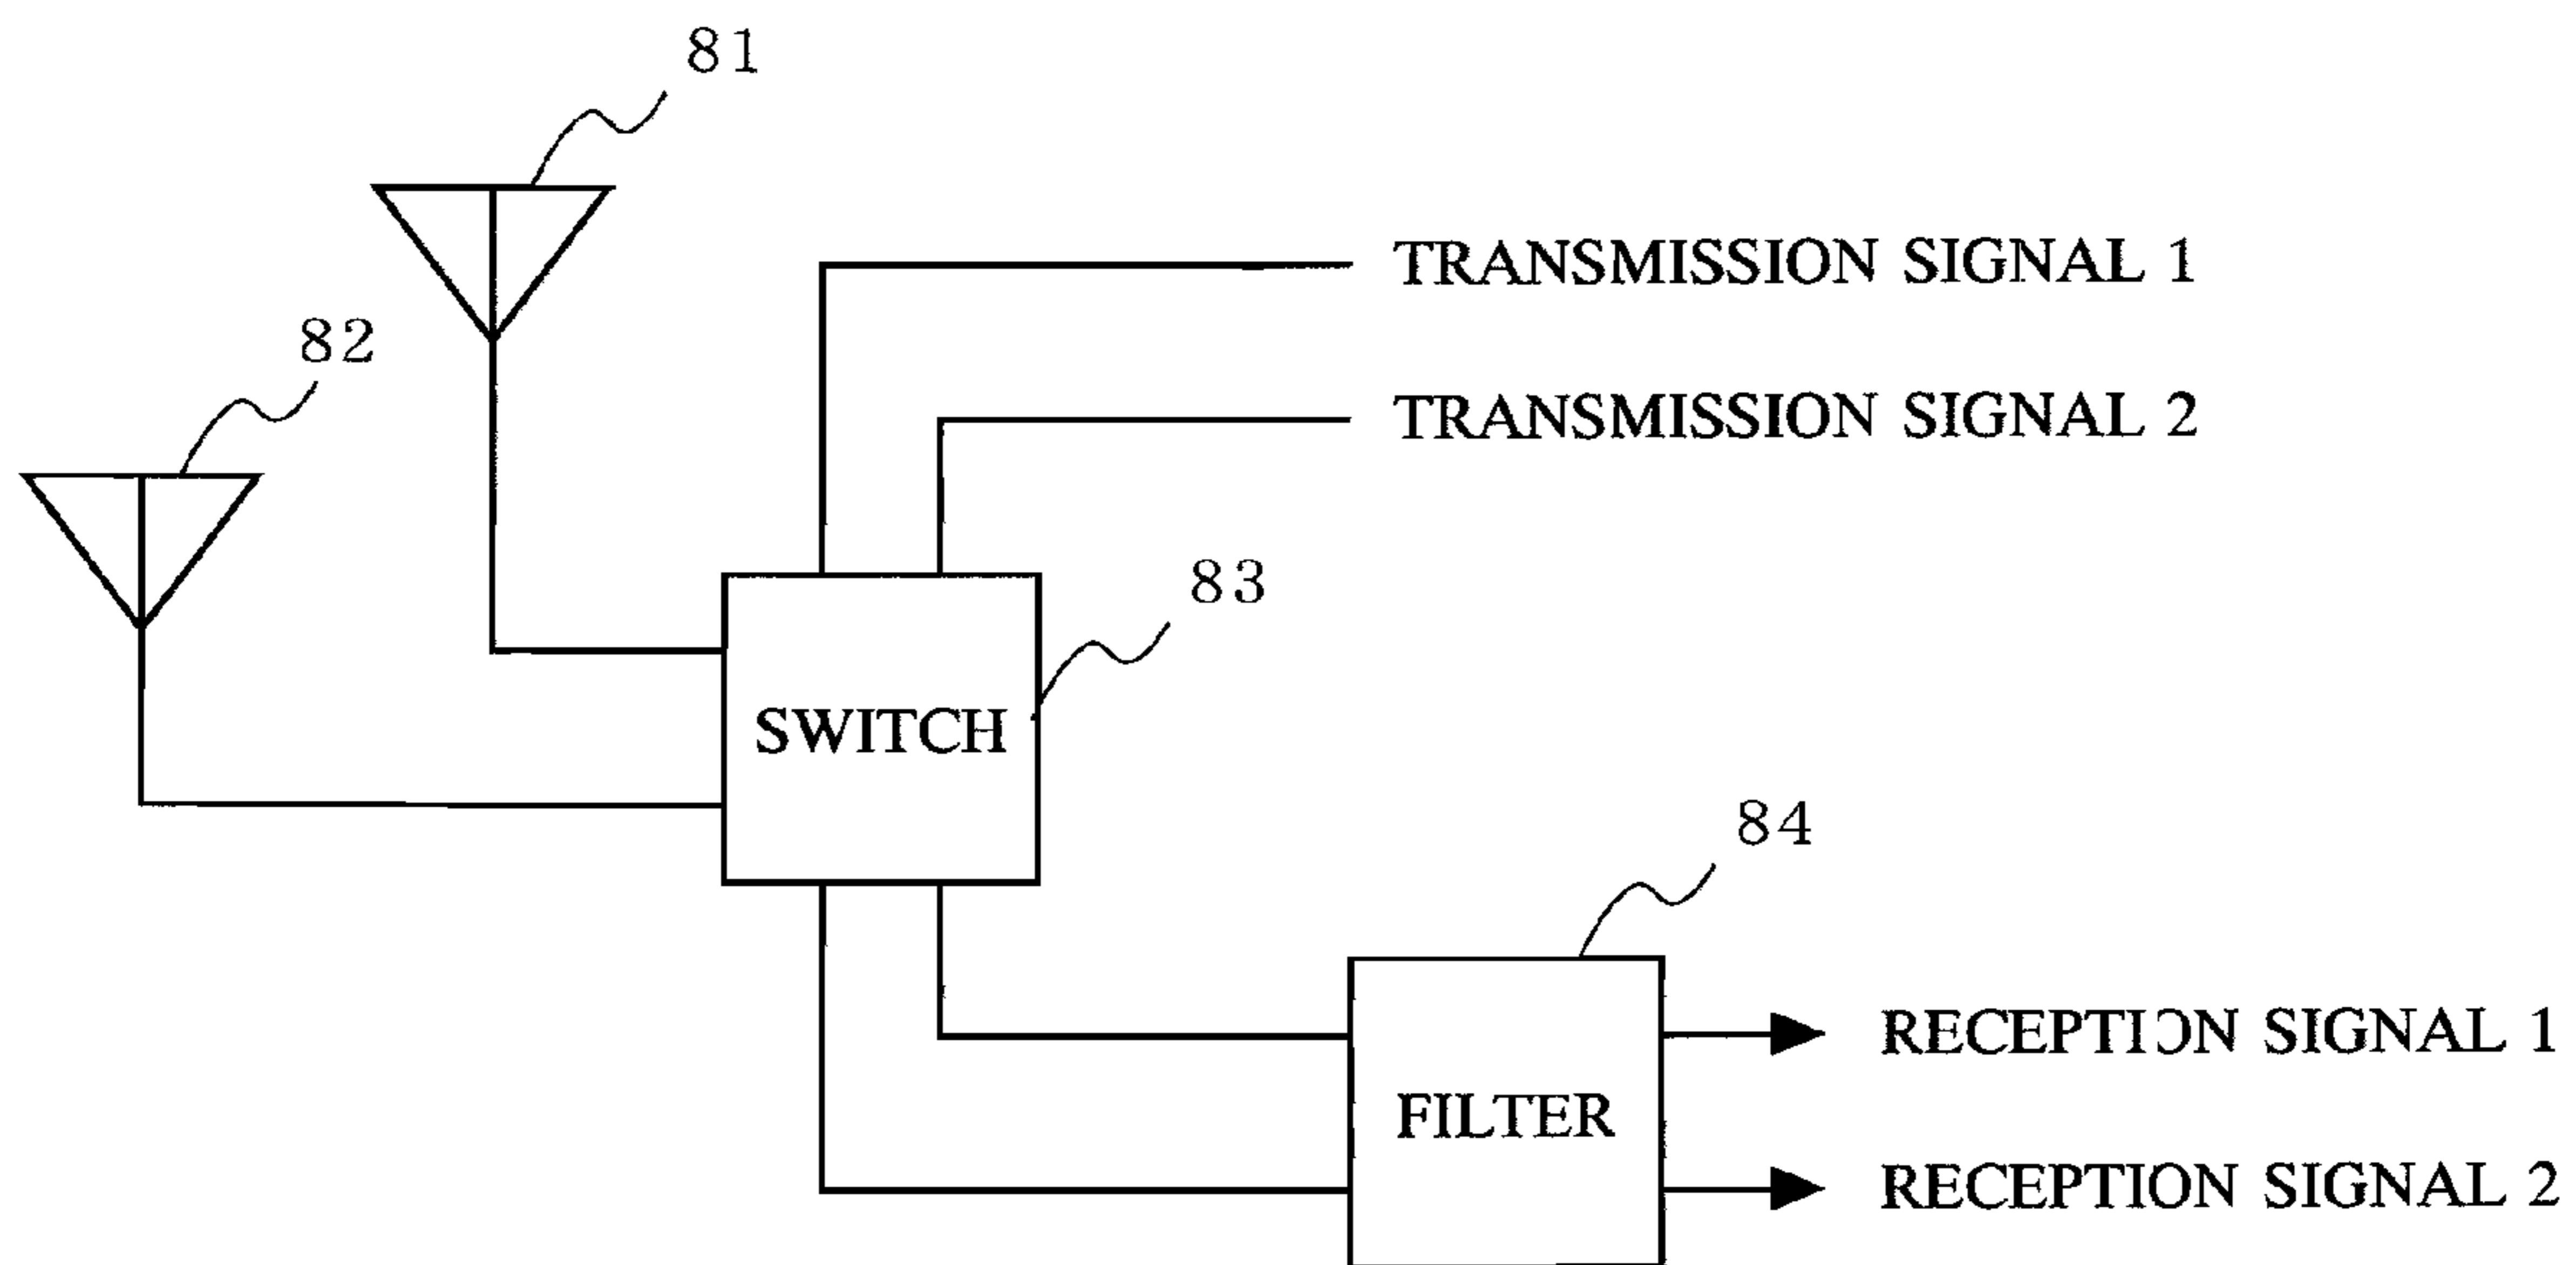 81
TRANSMISSION SIGNAL 1
82
TRANSMISSION SIGNAL 2
83
SWITCH
84
RECEPTION SIGNAL 1
FILTER
RECEPTION SIGNAL 2